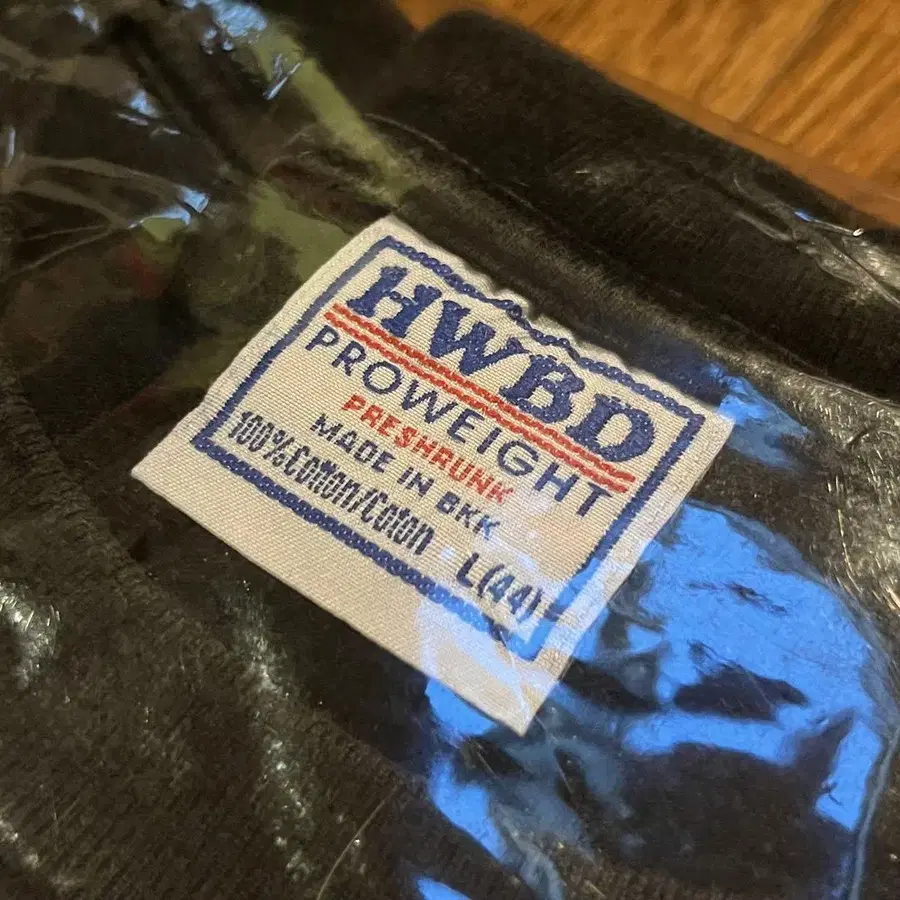 HWBD
PROWEIGHT
PRESHRUNK
MADE IN BKK
100%Cotton/Coton
L(44)